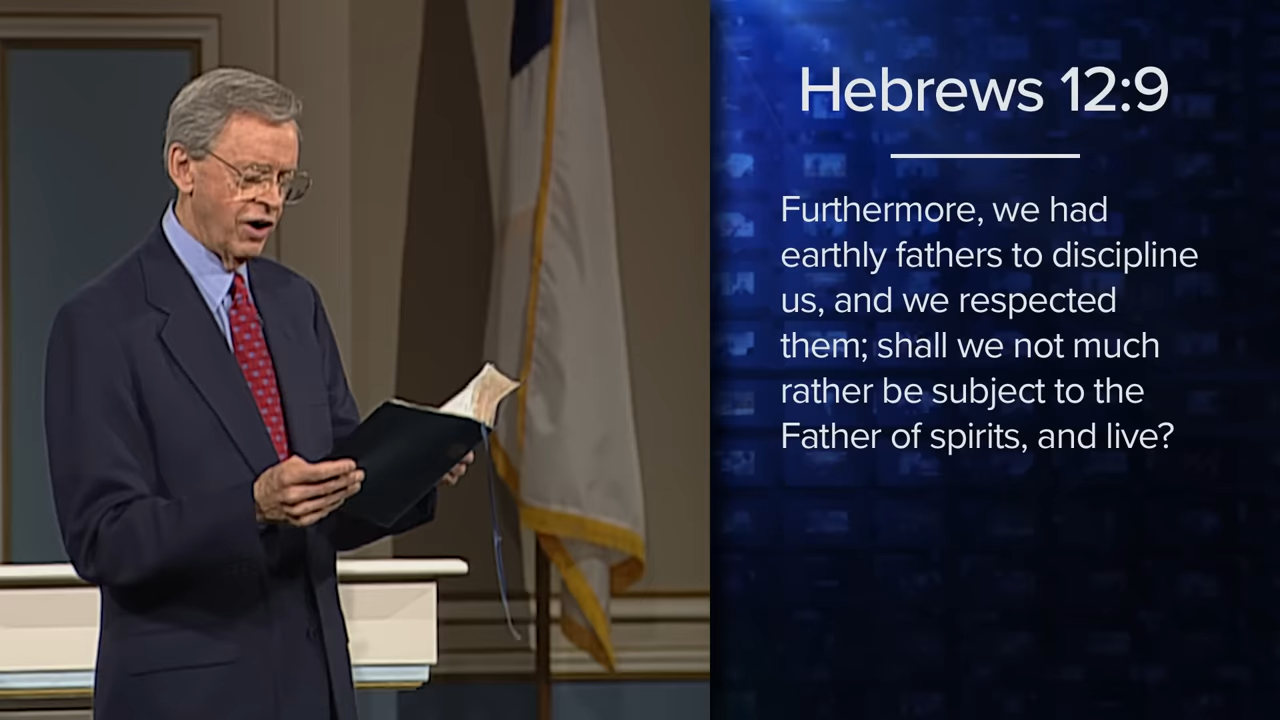 Hebrews 12:9
Furthermore, we had
earthly fathers to discipline
us, and we respected
them; shall we not much
rather be subject to the
Father of spirits, and live?